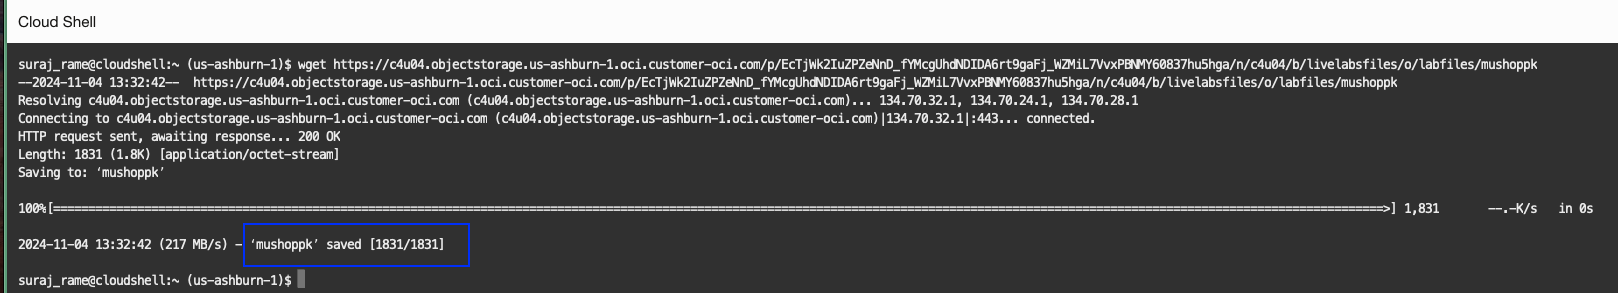 Cloud Shell
suraj_rame@cloudshell:~ (us-ashburn-1)$ wget https://c4u04.objectstorage.us-ashburn-1.oci.customer-oci.com/p/EcTjWk2IuZPZeNnD_fYMcgUhdNDIDA6rt9gaFj_WZMiL7VvxPBNMY60837hu5hga/n/c4u04/b/livelabsfiles/o/labfiles/mushoppk
--2024-11-04 13:32:42--  https://c4u04.objectstorage.us-ashburn-1.oci.customer-oci.com/p/EcTjWk2IuZPZeNnD_fYMcgUhdNDIDA6rt9gaFj_WZMiL7VvxPBNMY60837hu5hga/n/c4u04/b/livelabsfiles/o/labfiles/mushoppk
Resolving c4u04.objectstorage.us-ashburn-1.oci.customer-oci.com (c4u04.objectstorage.us-ashburn-1.oci.customer-oci.com)... 134.70.32.1, 134.70.24.1, 134.70.28.1
Connecting to c4u04.objectstorage.us-ashburn-1.oci.customer-oci.com (c4u04.objectstorage.us-ashburn-1.oci.customer-oci.com)|134.70.32.1|:443... connected.
HTTP request sent, awaiting response... 200 OK
Length: 1831 (1.8K) [application/octet-stream]
Saving to: ‘mushoppk’
100%[==================================================>] 1,831       --.-K/s   in 0s
2024-11-04 13:32:42 (217 MB/s) - ‘mushoppk’ saved [1831/1831]
suraj_rame@cloudshell:~ (us-ashburn-1)$